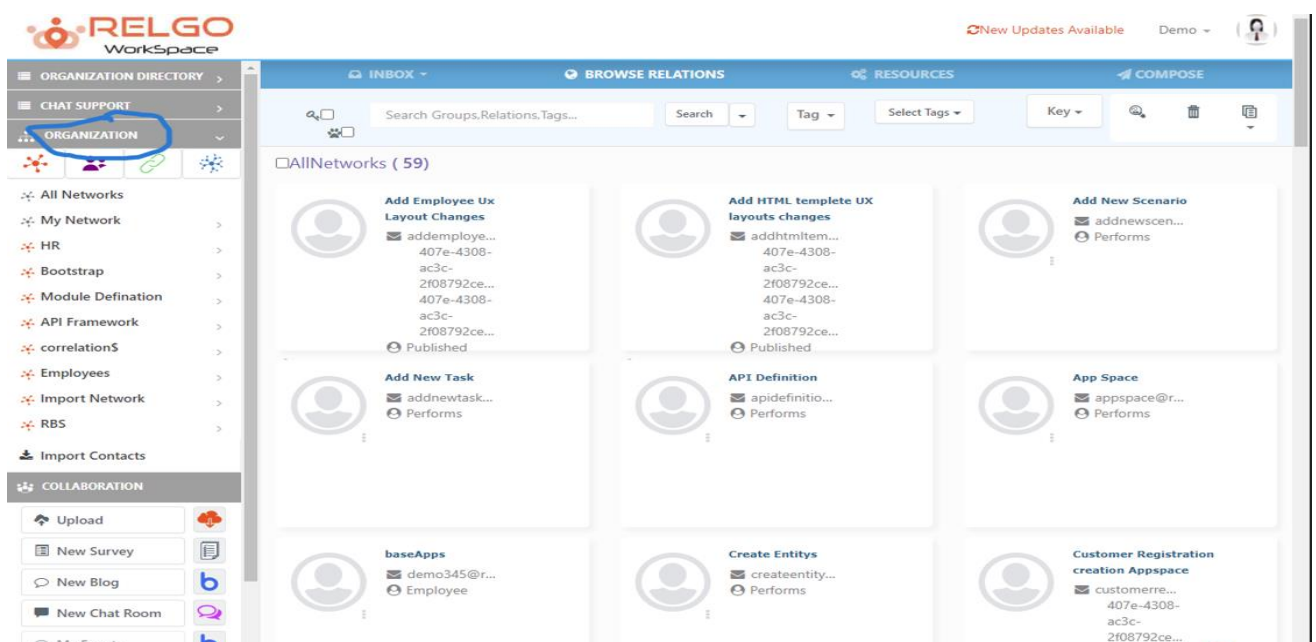 RELGO
WorkSpace
New Updates Available
Demo
ORGANIZATION DIRECTORY
CHAT SUPPORT
ORGANIZATION
All Networks
My Network
HR
Bootstrap
Module Defination
API Framework
correlation$
Employees
Import Network
RBS
Import Contacts
COLLABORATION
Upload
New Survey
New Blog
New Chat Room
INBOX
BROWSE RELATIONS
RESOURCES
COMPOSE
Search Groups,Relations,Tags...
Search
Tag
Select Tags
Key
AllNetworks ( 59)
Add Employee Ux
Layout Changes
addemploye...
407e-4308-
ac3c-
2f08792ce...
407e-4308-
ac3c-
2f08792ce...
Published
Add HTML templete UX
layouts changes
addhtmltem...
407e-4308-
ac3c-
2f08792ce...
407e-4308-
ac3c-
2f08792ce...
Published
Add New Scenario
addnewscen...
Performs
Add New Task
addnewtask...
Performs
API Definition
apidefinitio...
Performs
App Space
appspace@r...
Performs
baseApps
demo345@r...
Employee
Create Entitys
createentity...
Performs
Customer Registration
creation Appspace
customerre...
407e-4308-
ac3c-
2f08792ce...